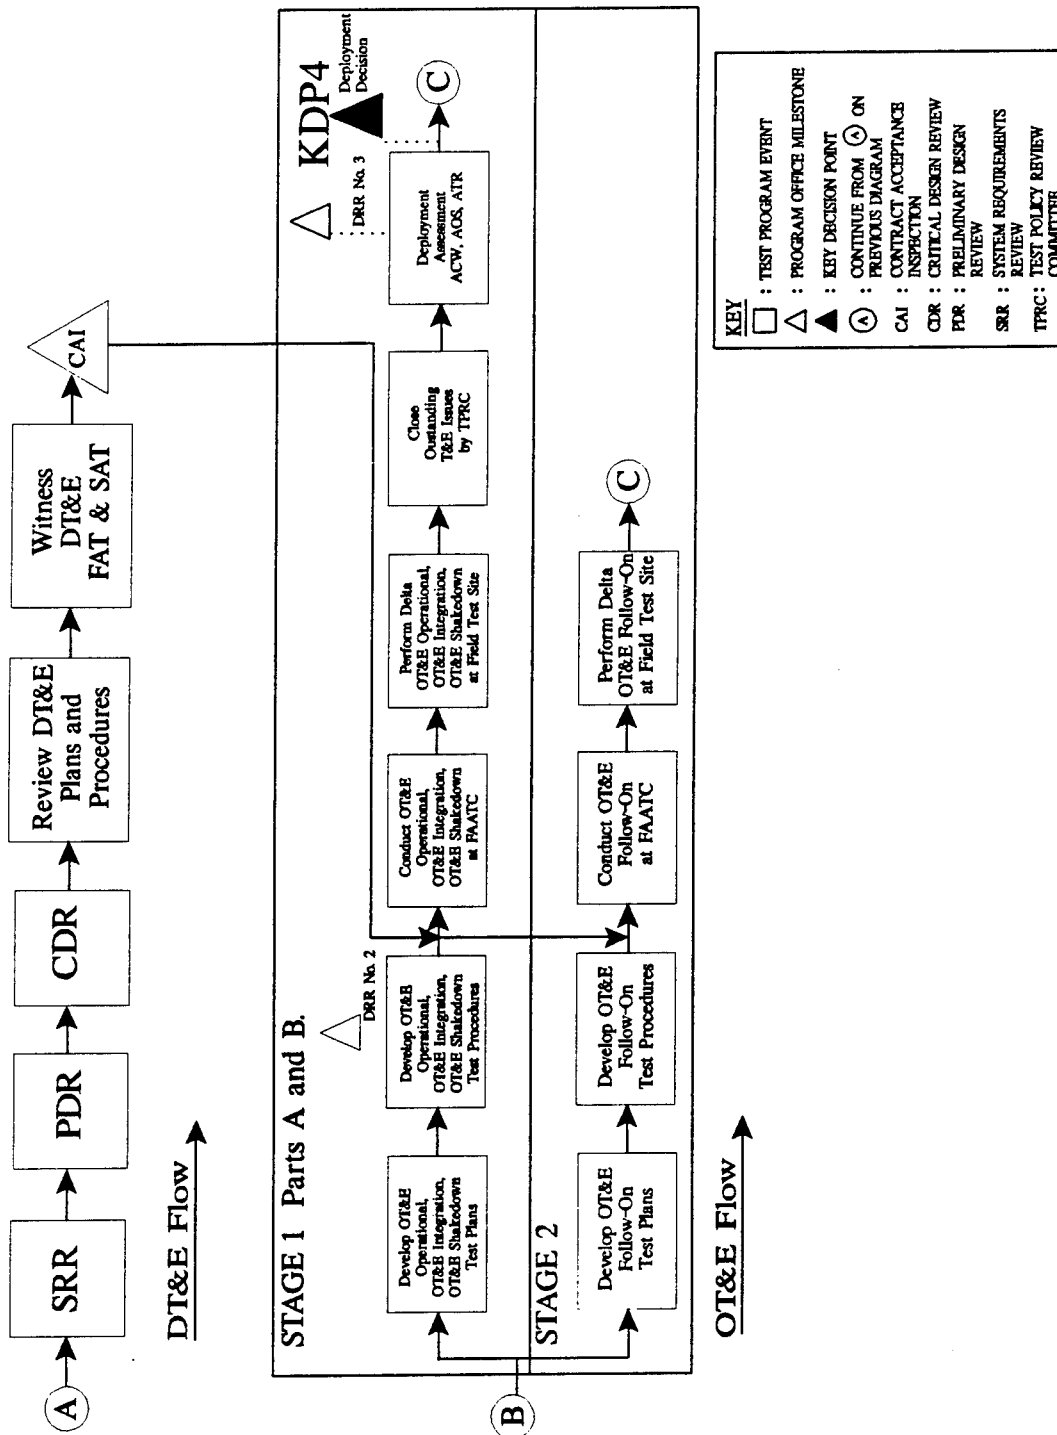 A
SRR
PDR
CDR
Review DT&E
Plans and
Procedures
Witness
DT&E
FAT & SAT
CAI
DT&E Flow
STAGE 1 Parts A and B.
DRR No. 2
DRR No. 3
KDP4
Deployment
Decision
Develop OT&E
Operational,
OT&E Integration,
OT&E Shakedown
Test Plans
Develop OT&E
Operational,
OT&E Integration,
OT&E Shakedown
Test Procedures
Conduct OT&E
Operational,
OT&E Integration,
OT&E Shakedown
at FAATC
Perform Delta
OT&E Operational,
OT&E Integration,
OT&E Shakedown
at Field Test Site
Close
Oustanding
T&E Issues
by TPRC
Deployment
Assessment
ACW, AOS, ATR
C
B
STAGE 2
Develop OT&E
Follow-On
Test Plans
Develop OT&E
Follow-On
Test Procedures
Conduct OT&E
Follow-On
at FAATC
Perform Delta
OT&E Follow-On
at Field Test Site
C
OT&E Flow
KEY
: TEST PROGRAM EVENT
: PROGRAM OFFICE MILESTONE
: KEY DECISION POINT
A : CONTINUE FROM A ON
PREVIOUS DIAGRAM
CAI : CONTRACT ACCEPTANCE
INSPECTION
CDR : CRITICAL DESIGN REVIEW
PDR : PRELIMINARY DESIGN
REVIEW
SRR : SYSTEM REQUIREMENTS
REVIEW
TPRC : TEST POLICY REVIEW
COMMITTEE